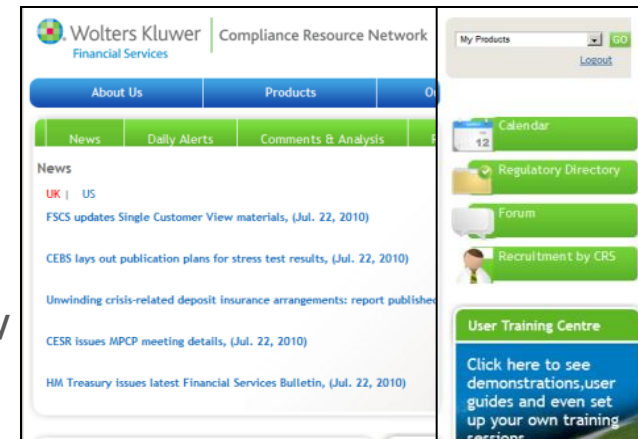 Wolters Kluwer
Financial Services
Compliance Resource Network
About Us
Products
News
Daily Alerts
Comments & Analysis
News
UK | US
FSCS updates Single Customer View materials, (Jul. 22, 2010)
CEBS lays out publication plans for stress test results, (Jul. 22, 2010)
Unwinding crisis-related deposit insurance arrangements: report published
CESR issues MPCP meeting details, (Jul. 22, 2010)
HM Treasury issues latest Financial Services Bulletin, (Jul. 22, 2010)
My Products
GO
Logout
12
Calendar
Regulatory Directory
Forum
Recruitment by CRS
User Training Centre
Click here to see
demonstrations,user
guides and even set
up your own training
sessions